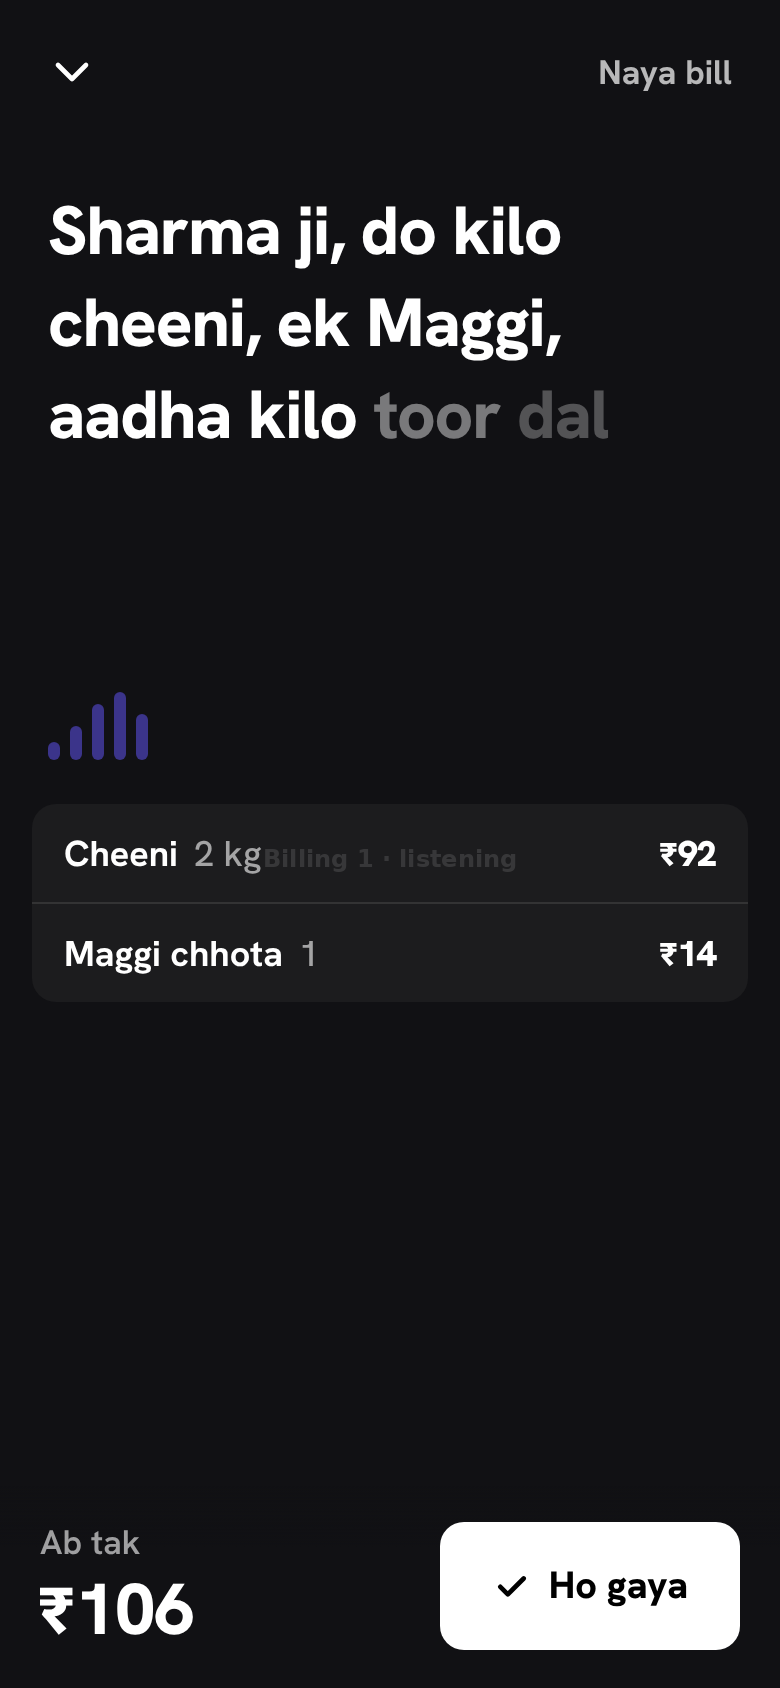 Naya bill
Sharma ji, do kilo
cheeni, ek Maggi,
aadha kilo toor dal
Cheeni 2 kg ₹92
Billing 1 · listening
Maggi chhota 1 ₹14
Ab tak
₹106
Ho gaya